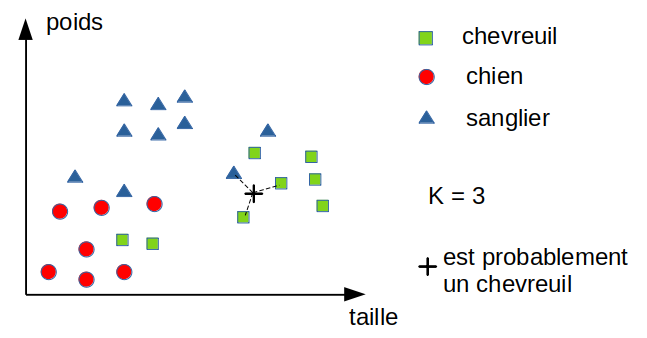 poids
chevreuil
chien
sanglier
K = 3
est probablement
un chevreuil
taille